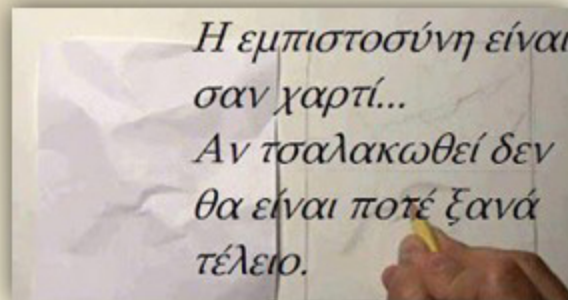 Η εμπιστοσύνη είναι
σαν χαρτί...
Αν τσαλακωθεί δεν
θα είναι ποτέ ξανά
τέλειο.